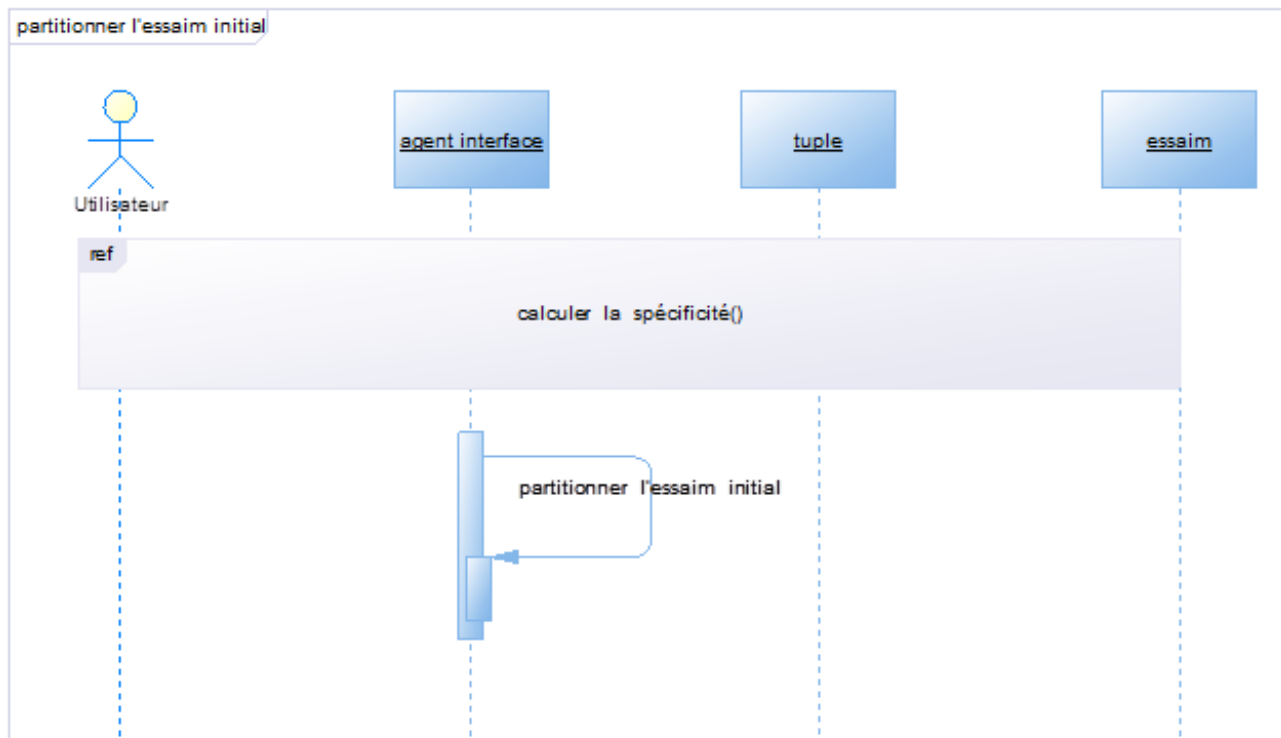 partitionner l'essaim initial
Utilisateur
agent interface
tuple
essaim
ref
calculer la spécificité()
partitionner l'essaim initial